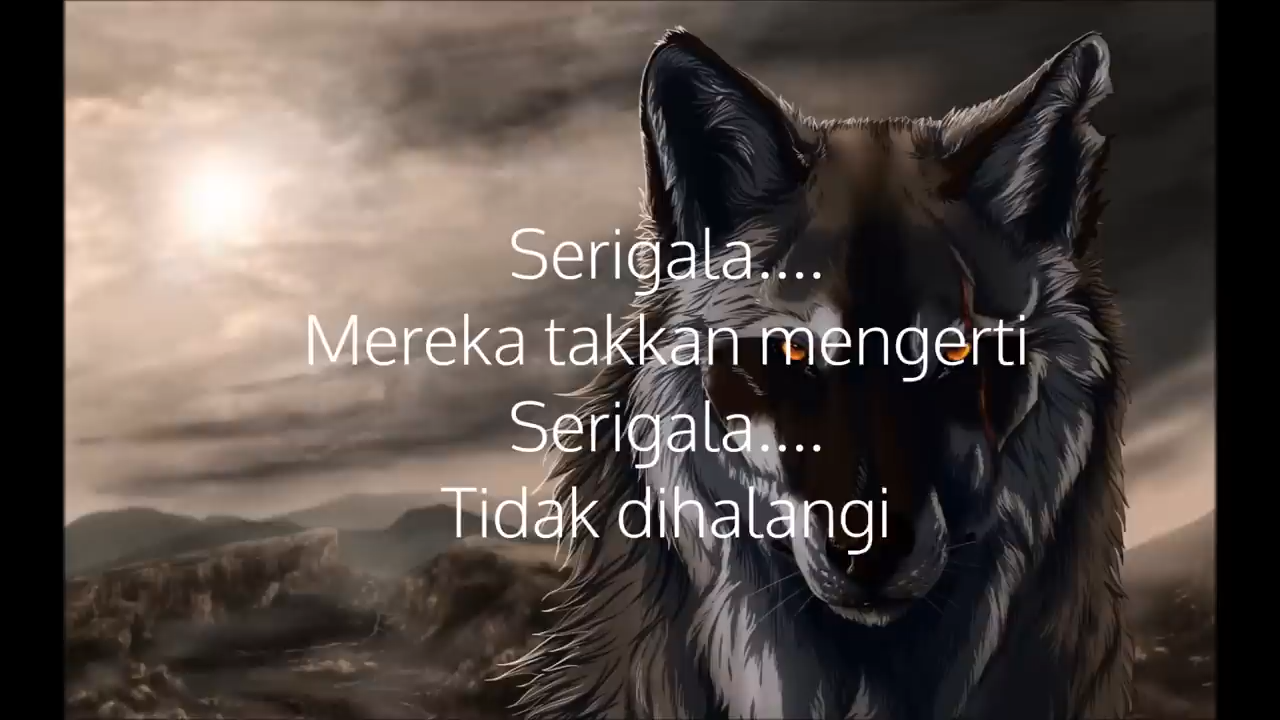 Serigala....
Mereka takkan mengerti
Serigala....
Tidak dihalangi